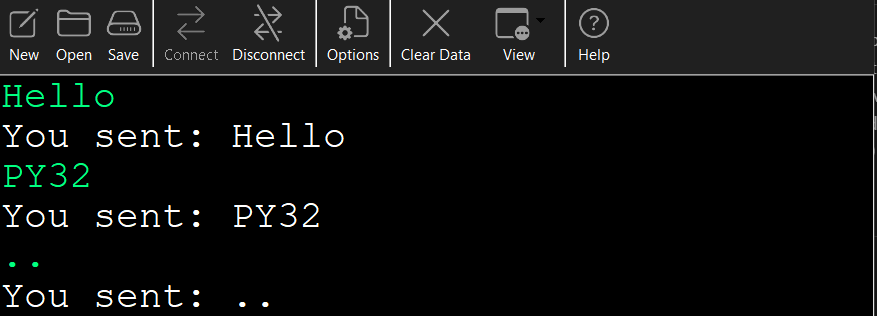 New Open Save Connect Disconnect Options Clear Data View Help
Hello
You sent: Hello
PY32
You sent: PY32
..
You sent: ..